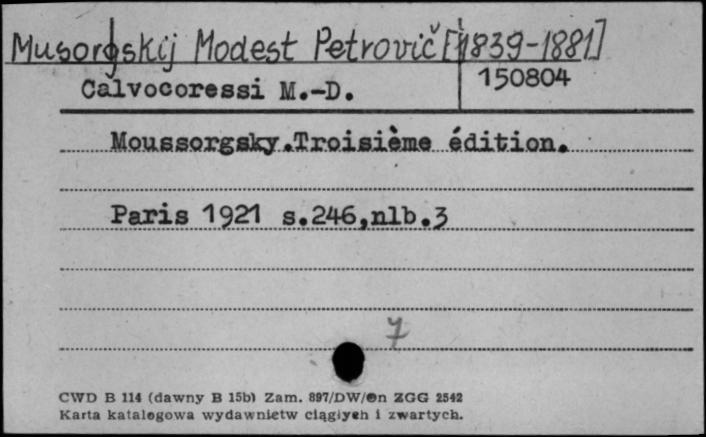 Musorgskij Modest Petrovič [1839-1881]
Calvocoressi M.-D.
150804
Moussorgsky.Troisième édition.
Paris 1921 s.246,nlb.3
7
CWD B 114 (dawny B 15b) Zam. 897/DW/On ZGG 2542
Karta katalogowa wydawnictw ciągłych i zwartych.